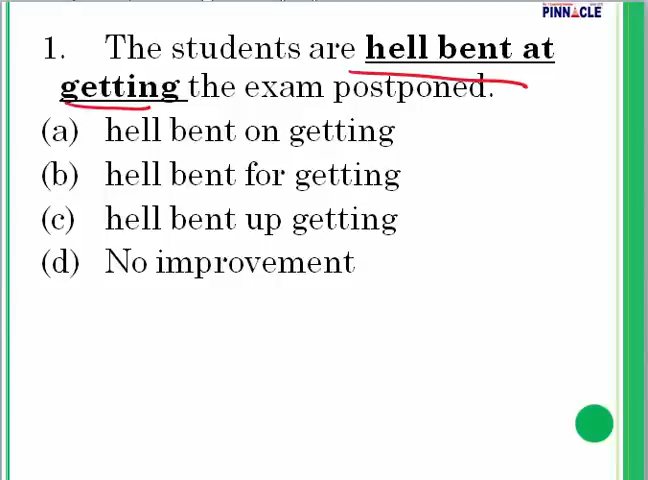 PINNACLE
1. The students are hell bent at
getting the exam postponed.
(a) hell bent on getting
(b) hell bent for getting
(c) hell bent up getting
(d) No improvement